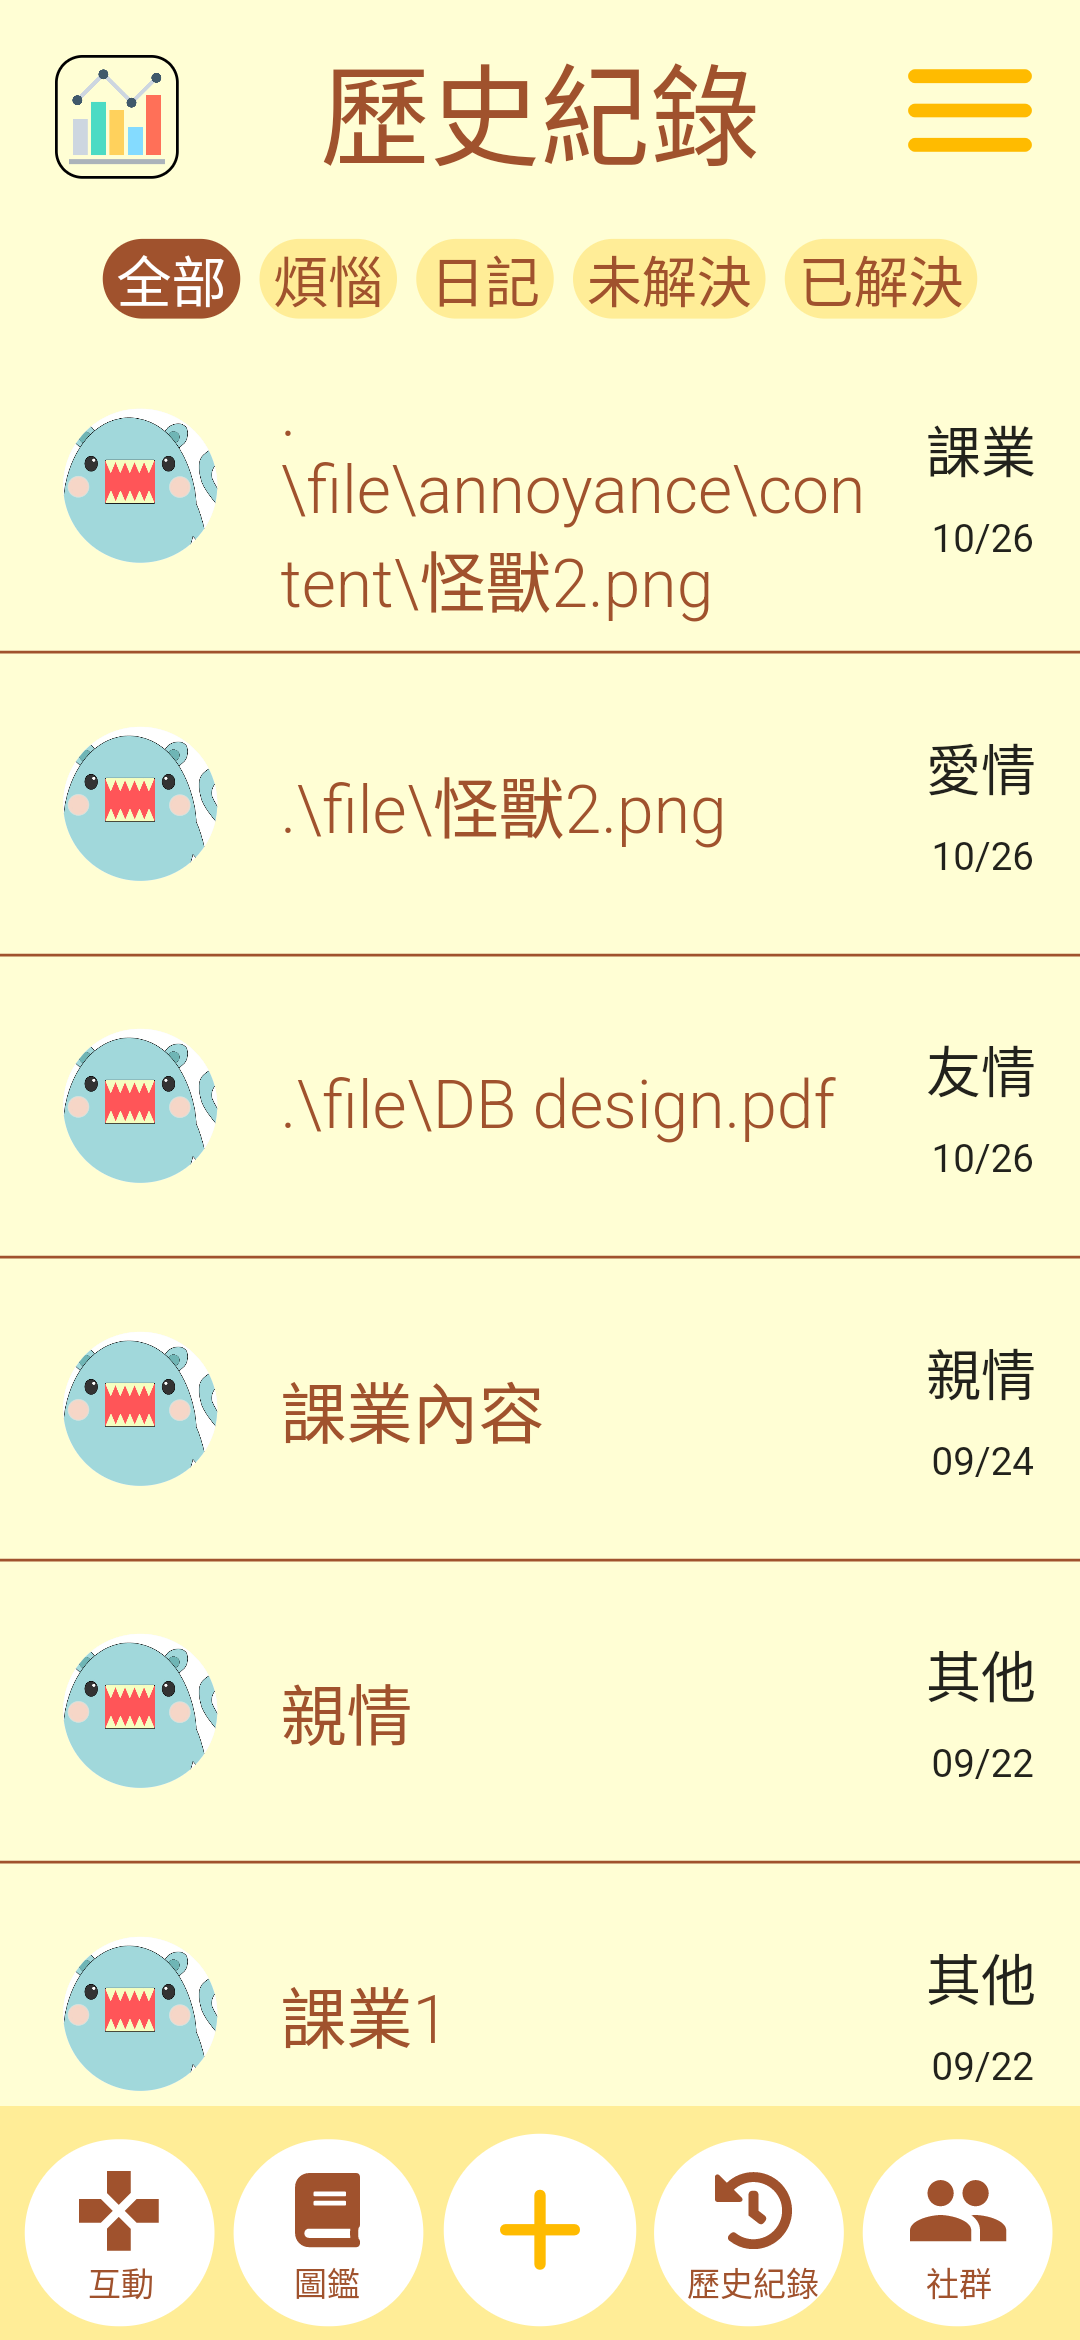 歷史紀錄
全部 煩惱 日記 未解決 已解決
.
\file\annoyance\con
tent\怪獸2.png
課業
10/26
.\file\怪獸2.png
愛情
10/26
.\file\DB design.pdf
友情
10/26
課業內容
親情
09/24
親情
其他
09/22
課業1
其他
09/22
互動 圖鑑 歷史紀錄 社群